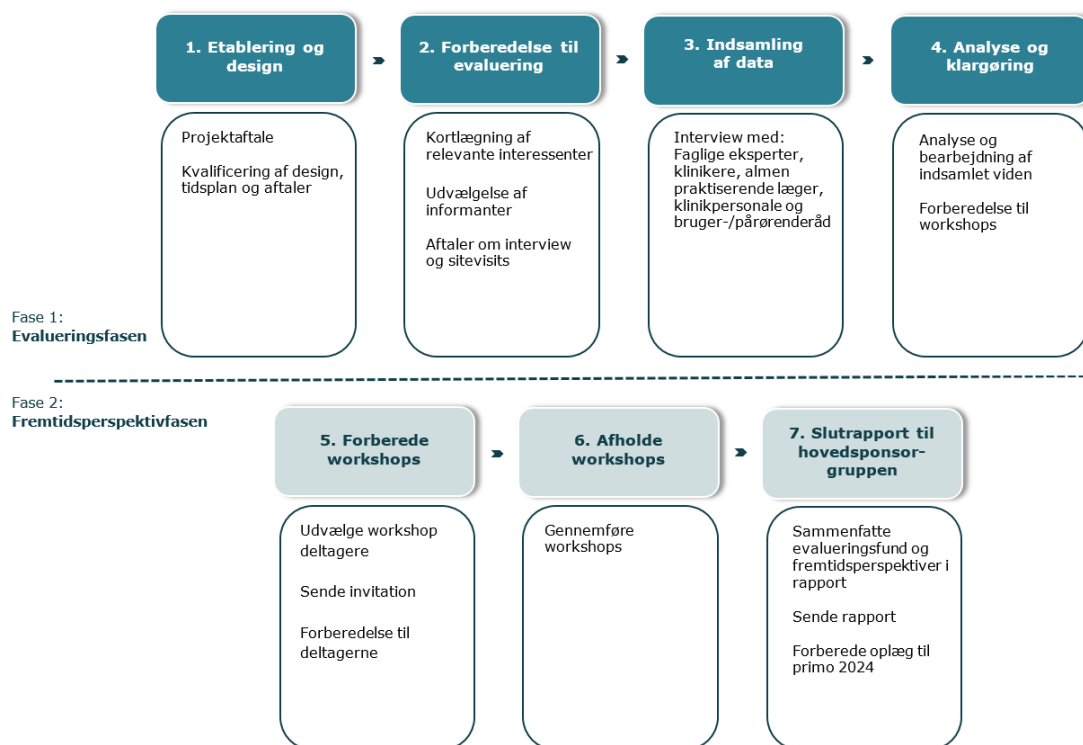 1. Etablering og
design
2. Forberedelse til
evaluering
3. Indsamling
af data
4. Analyse og
klargøring
Projektaftale
Kvalificering af design,
tidsplan og aftaler
Kortlægning af
relevante interessenter
Udvælgelse af
informanter
Aftaler om interview
og sitevisits
Interview med:
Faglige eksperter,
klinikere, almen
praktiserende læger,
klinikpersonale og
bruger-/pårørenderåd
Analyse og
bearbejdning af
indsamlet viden
Forberedelse til
workshops
Fase 1:
Evalueringsfasen
Fase 2:
Fremtidsperspektivfasen
5. Forberede
workshops
6. Afholde
workshops
7. Slutrapport til
hovedsponsor-
gruppen
Udvælge workshop
deltagere
Sende invitation
Forberedelse til
deltagerne
Gennemføre
workshops
Sammenfatte
evalueringsfund og
fremtidsperspektiver i
rapport
Sende rapport
Forberede oplæg til
primo 2024